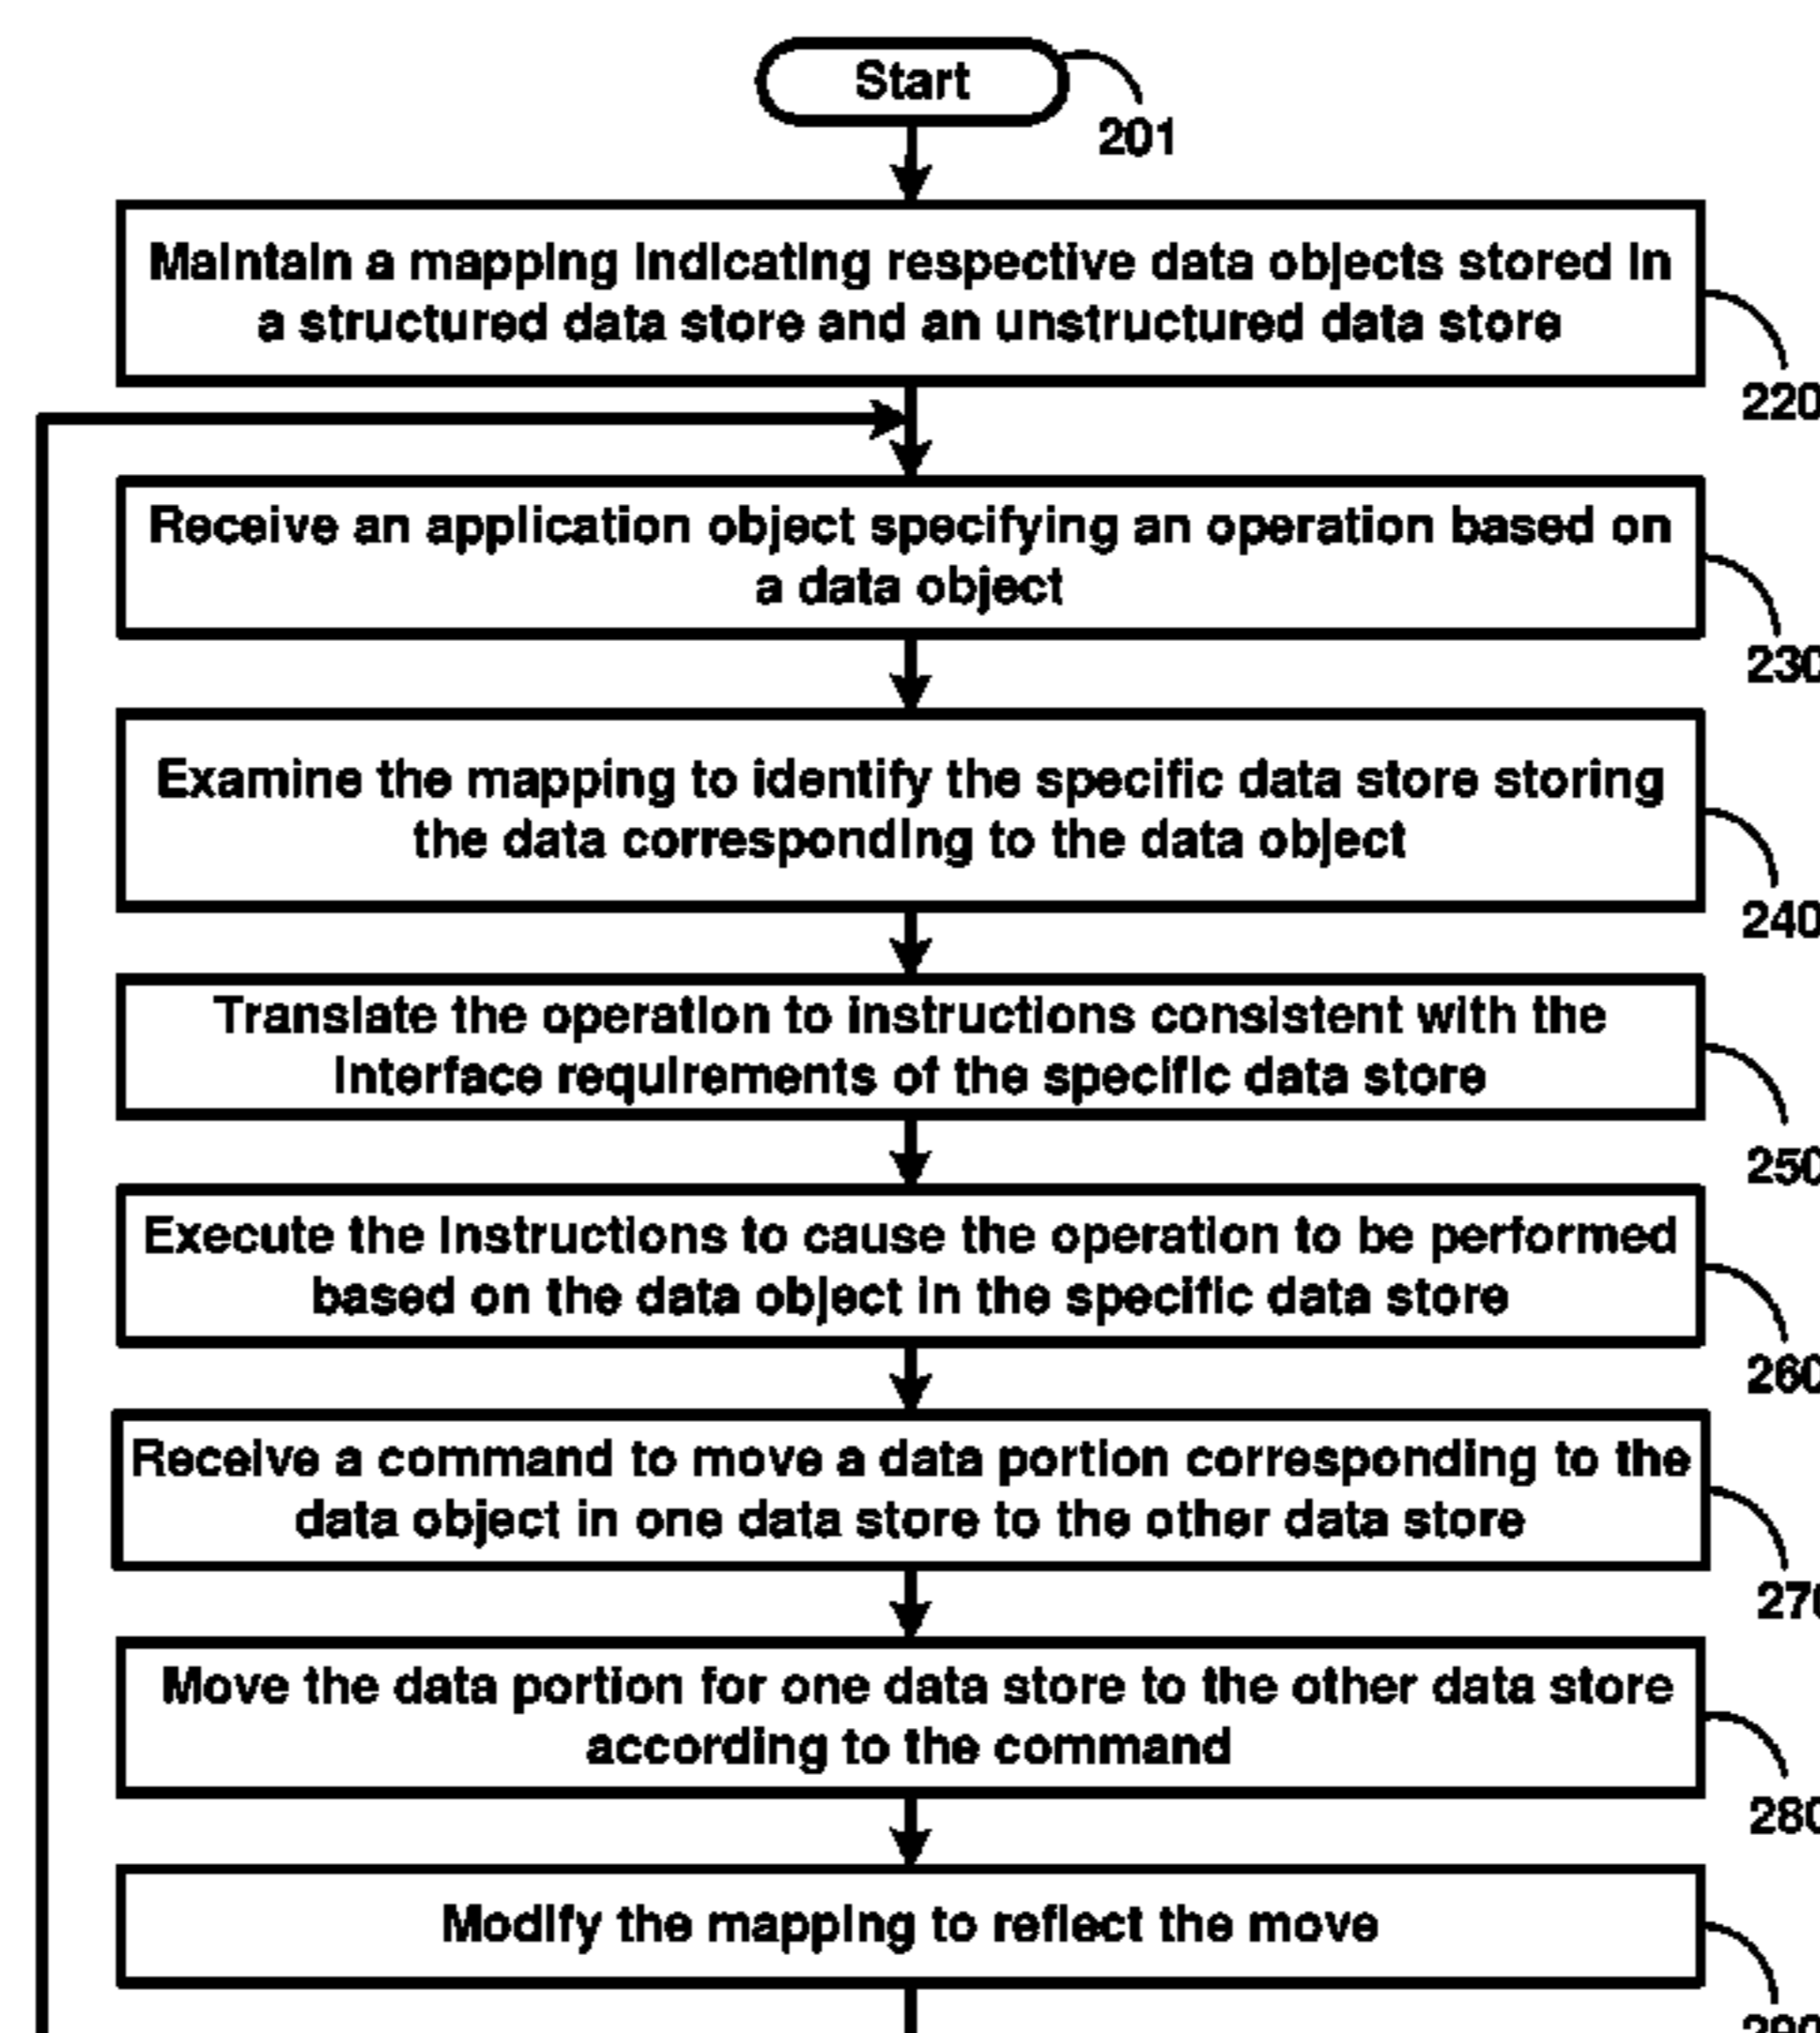 Start
201
Maintain a mapping indicating respective data objects stored in
a structured data store and an unstructured data store
220
Receive an application object specifying an operation based on
a data object
230
Examine the mapping to identify the specific data store storing
the data corresponding to the data object
240
Translate the operation to instructions consistent with the
interface requirements of the specific data store
250
Execute the instructions to cause the operation to be performed
based on the data object in the specific data store
260
Receive a command to move a data portion corresponding to the
data object in one data store to the other data store
270
Move the data portion for one data store to the other data store
according to the command
280
Modify the mapping to reflect the move